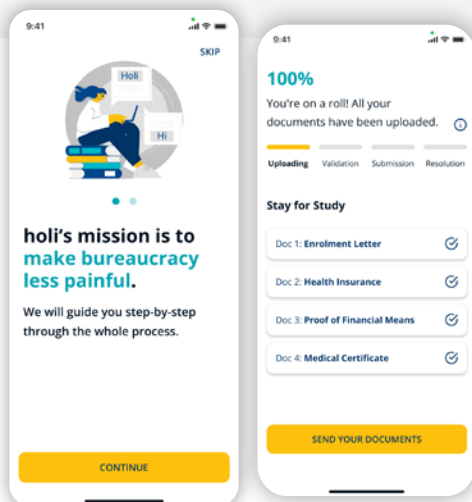 9:41
SKIP
Holi
Hi
holi's mission is to
make bureaucracy
less painful.
We will guide you step-by-step
through the whole process.
CONTINUE
9:41
100%
You're on a roll! All your
documents have been uploaded.
Uploading Validation Submission Resolution
Stay for Study
Doc 1: Enrolment Letter
Doc 2: Health Insurance
Doc 3: Proof of Financial Means
Doc 4: Medical Certificate
SEND YOUR DOCUMENTS